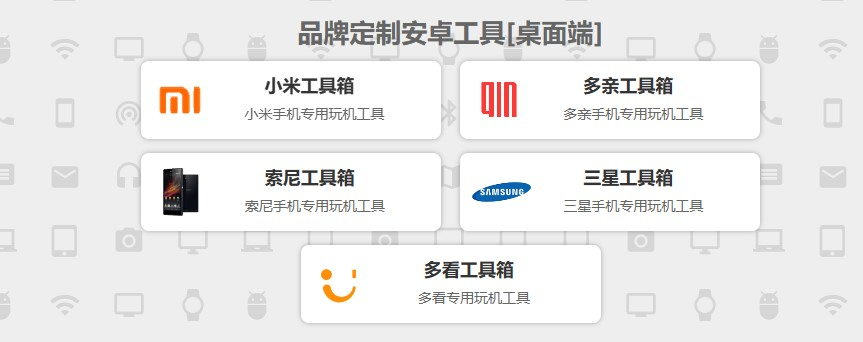 品牌定制安卓工具[桌面端]
小米工具箱
小米手机专用玩机工具
多亲工具箱
多亲手机专用玩机工具
QIN
索尼工具箱
索尼手机专用玩机工具
SAMSUNG
三星工具箱
三星手机专用玩机工具
多看工具箱
多看专用玩机工具